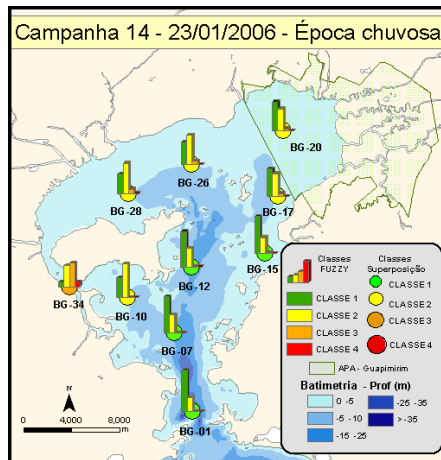 Campanha 14 - 23/01/2006 - Época chuvosa
BG-20
BG-26
BG-28
BG-17
BG-15
BG-12
BG-34
BG-10
BG-07
BG-01
N
0 4,000 8,000
m
Classes
FUZZY
Classes
Superposição
CLASSE 1
CLASSE 2
CLASSE 3
CLASSE 4
CLASSE 1
CLASSE 2
CLASSE 3
CLASSE 4
APA - Guapimirim
Batimetria - Prof (m)
0 -5
-5 -10
-15 -25
-25 -35
>-35